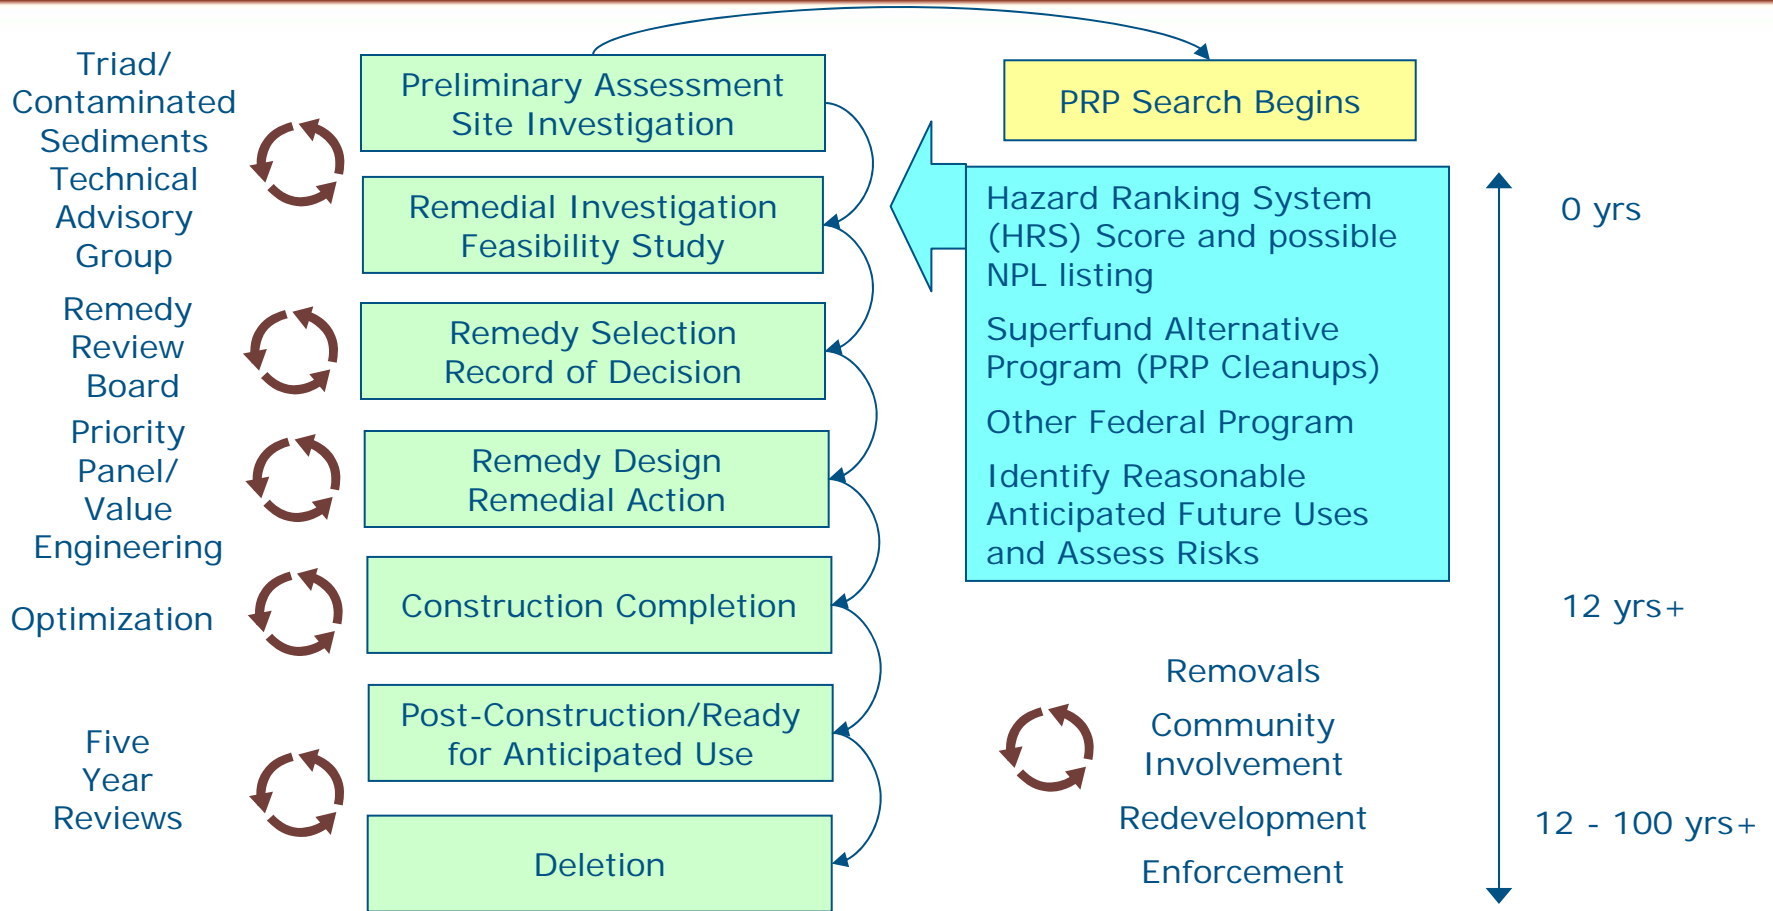 Triad/
Contaminated
Sediments
Technical
Advisory
Group
Remedy
Review
Board
Priority
Panel/
Value
Engineering
Optimization
Five
Year
Reviews
Preliminary Assessment
Site Investigation
Remedial Investigation
Feasibility Study
Remedy Selection
Record of Decision
Remedy Design
Remedial Action
Construction Completion
Post-Construction/Ready
for Anticipated Use
Deletion
PRP Search Begins
Hazard Ranking System
(HRS) Score and possible
NPL listing
Superfund Alternative
Program (PRP Cleanups)
Other Federal Program
Identify Reasonable
Anticipated Future Uses
and Assess Risks
Removals
Community
Involvement
Redevelopment
Enforcement
0 yrs
12 yrs+
12 - 100 yrs+